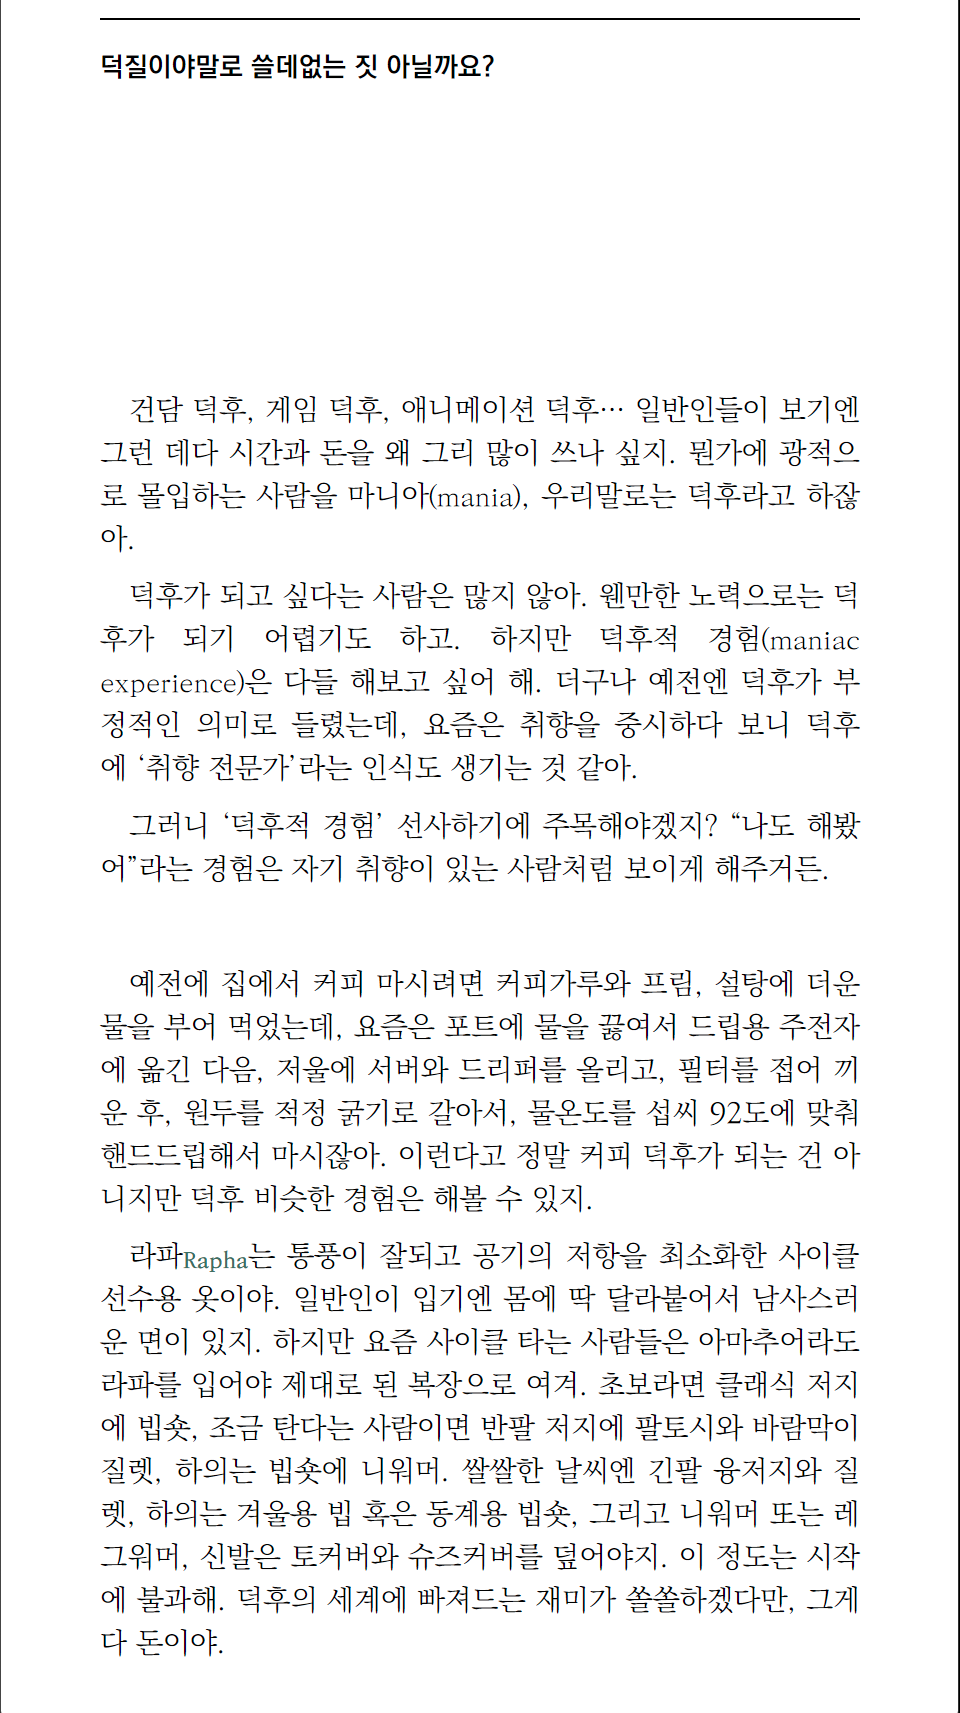 덕질이야말로 쓸데없는 짓 아닐까요?
건담 덕후, 게임 덕후, 애니메이션 덕후… 일반인들이 보기엔
그런 데다 시간과 돈을 왜 그리 많이 쓰나 싶지. 뭔가에 광적으
로 몰입하는 사람을 마니아(mania), 우리말로는 덕후라고 하잖
아.
덕후가 되고 싶다는 사람은 많지 않아. 웬만한 노력으로는 덕
후가 되기 어렵기도 하고. 하지만 덕후적 경험(maniac
experience)은 다들 해보고 싶어 해. 더구나 예전엔 덕후가 부
정적인 의미로 들렸는데, 요즘은 취향을 중시하다 보니 덕후
에 ‘취향 전문가’라는 인식도 생기는 것 같아.
그러니 ‘덕후적 경험’ 선사하기에 주목해야겠지? “나도 해봤
어”라는 경험은 자기 취향이 있는 사람처럼 보이게 해주거든.
예전에 집에서 커피 마시려면 커피가루와 프림, 설탕에 더운
물을 부어 먹었는데, 요즘은 포트에 물을 끓여서 드립용 주전자
에 옮긴 다음, 저울에 서버와 드리퍼를 올리고, 필터를 접어 끼
운 후, 원두를 적정 굵기로 갈아서, 물온도를 섭씨 92도에 맞춰
핸드드립해서 마시잖아. 이런다고 정말 커피 덕후가 되는 건 아
니지만 덕후 비슷한 경험은 해볼 수 있지.
라파Rapha는 통풍이 잘되고 공기의 저항을 최소화한 사이클
선수용 옷이야. 일반인이 입기엔 몸에 딱 달라붙어서 남사스러
운 면이 있지. 하지만 요즘 사이클 타는 사람들은 아마추어라도
라파를 입어야 제대로 된 복장으로 여겨. 초보라면 클래식 저지
에 빕숏, 조금 탄다는 사람이면 반팔 저지에 팔토시와 바람막이
질렛, 하의는 빕숏에 니워머. 쌀쌀한 날씨엔 긴팔 융저지와 질
렛, 하의는 겨울용 빕 혹은 동계용 빕숏, 그리고 니워머 또는 레
그워머, 신발은 토커버와 슈즈커버를 덮어야지. 이 정도는 시작
에 불과해. 덕후의 세계에 빠져드는 재미가 쏠쏠하겠다만, 그게
다 돈이야.